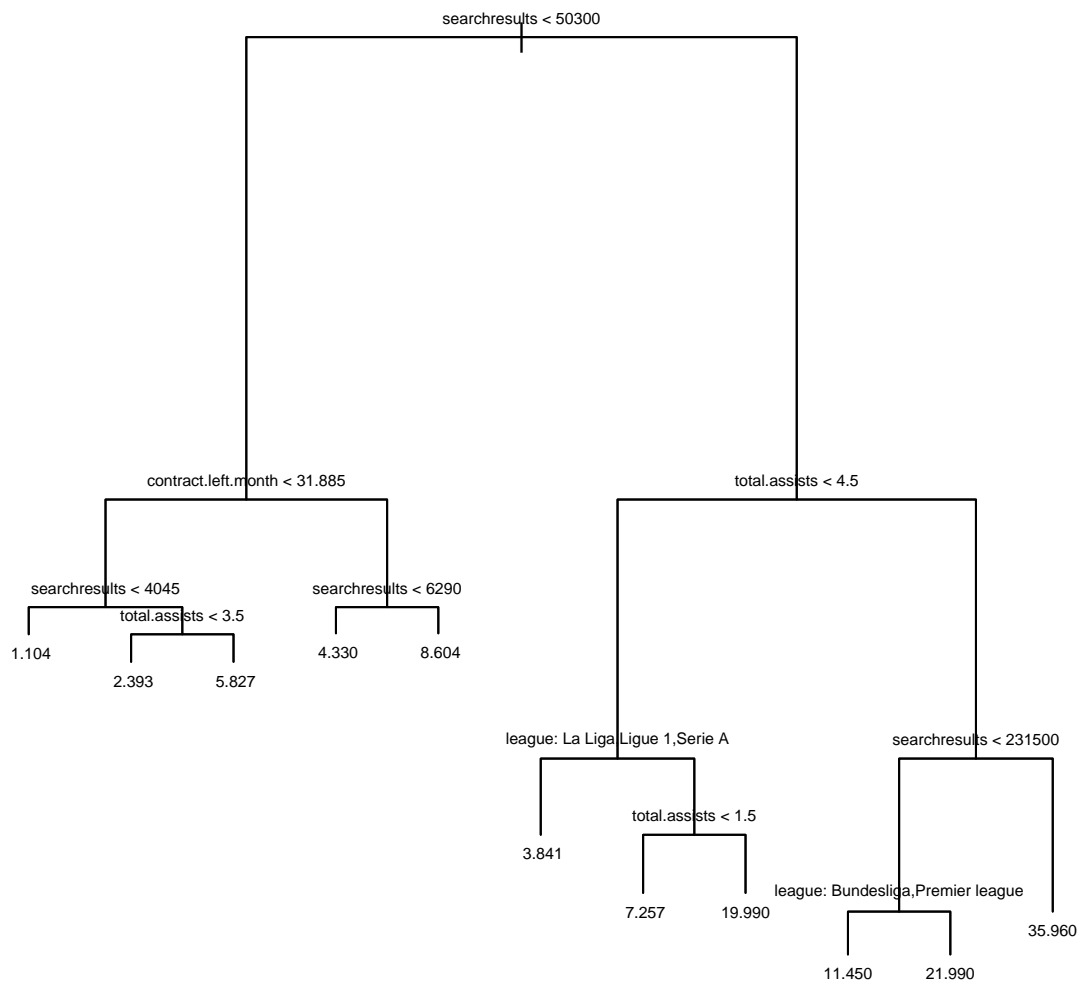 searchresults < 50300
contract.left.month < 31.885
total.assists < 4.5
searchresults < 4045
searchresults < 6290
total.assists < 3.5
1.104
4.330
8.604
2.393
5.827
league: La Liga,Ligue 1,Serie A
searchresults < 231500
total.assists < 1.5
3.841
league: Bundesliga,Premier league
7.257
19.990
35.960
11.450
21.990